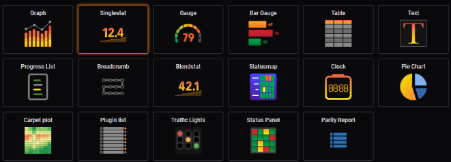 Graph Singlestat Gauge Bar Gauge Table Text
12.4 79
Progress List Breadcrumb Blendstat Statusmap Clock Pie Chart
42.1 8888
Carpet plot Plugin list Traffic Lights Status Panel Parity Report